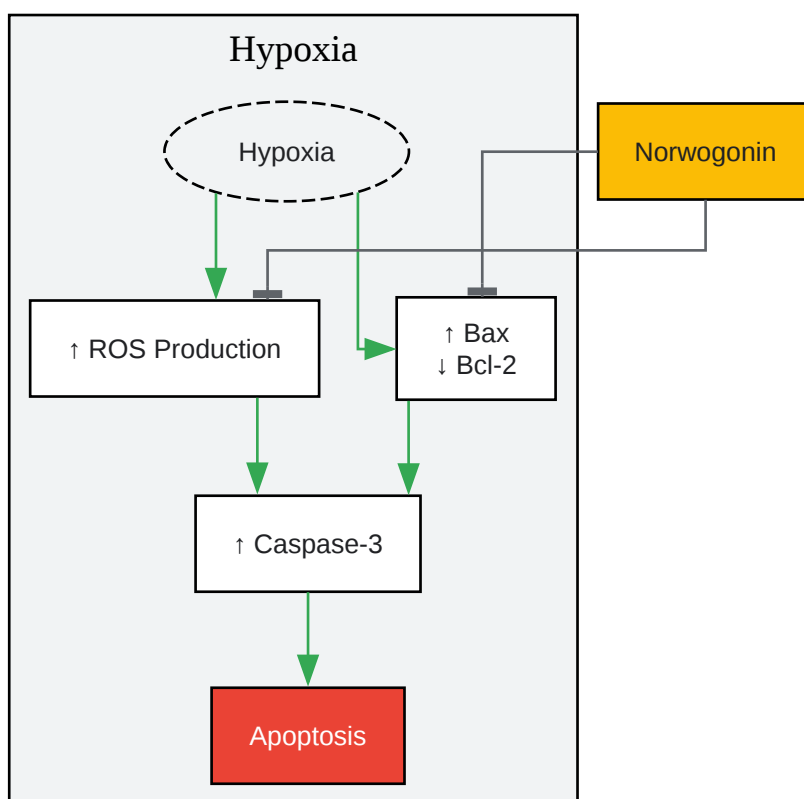 Hypoxia
Hypoxia
Norwogonin
↑ ROS Production
↑ Bax
↓ Bcl-2
↑ Caspase-3
Apoptosis